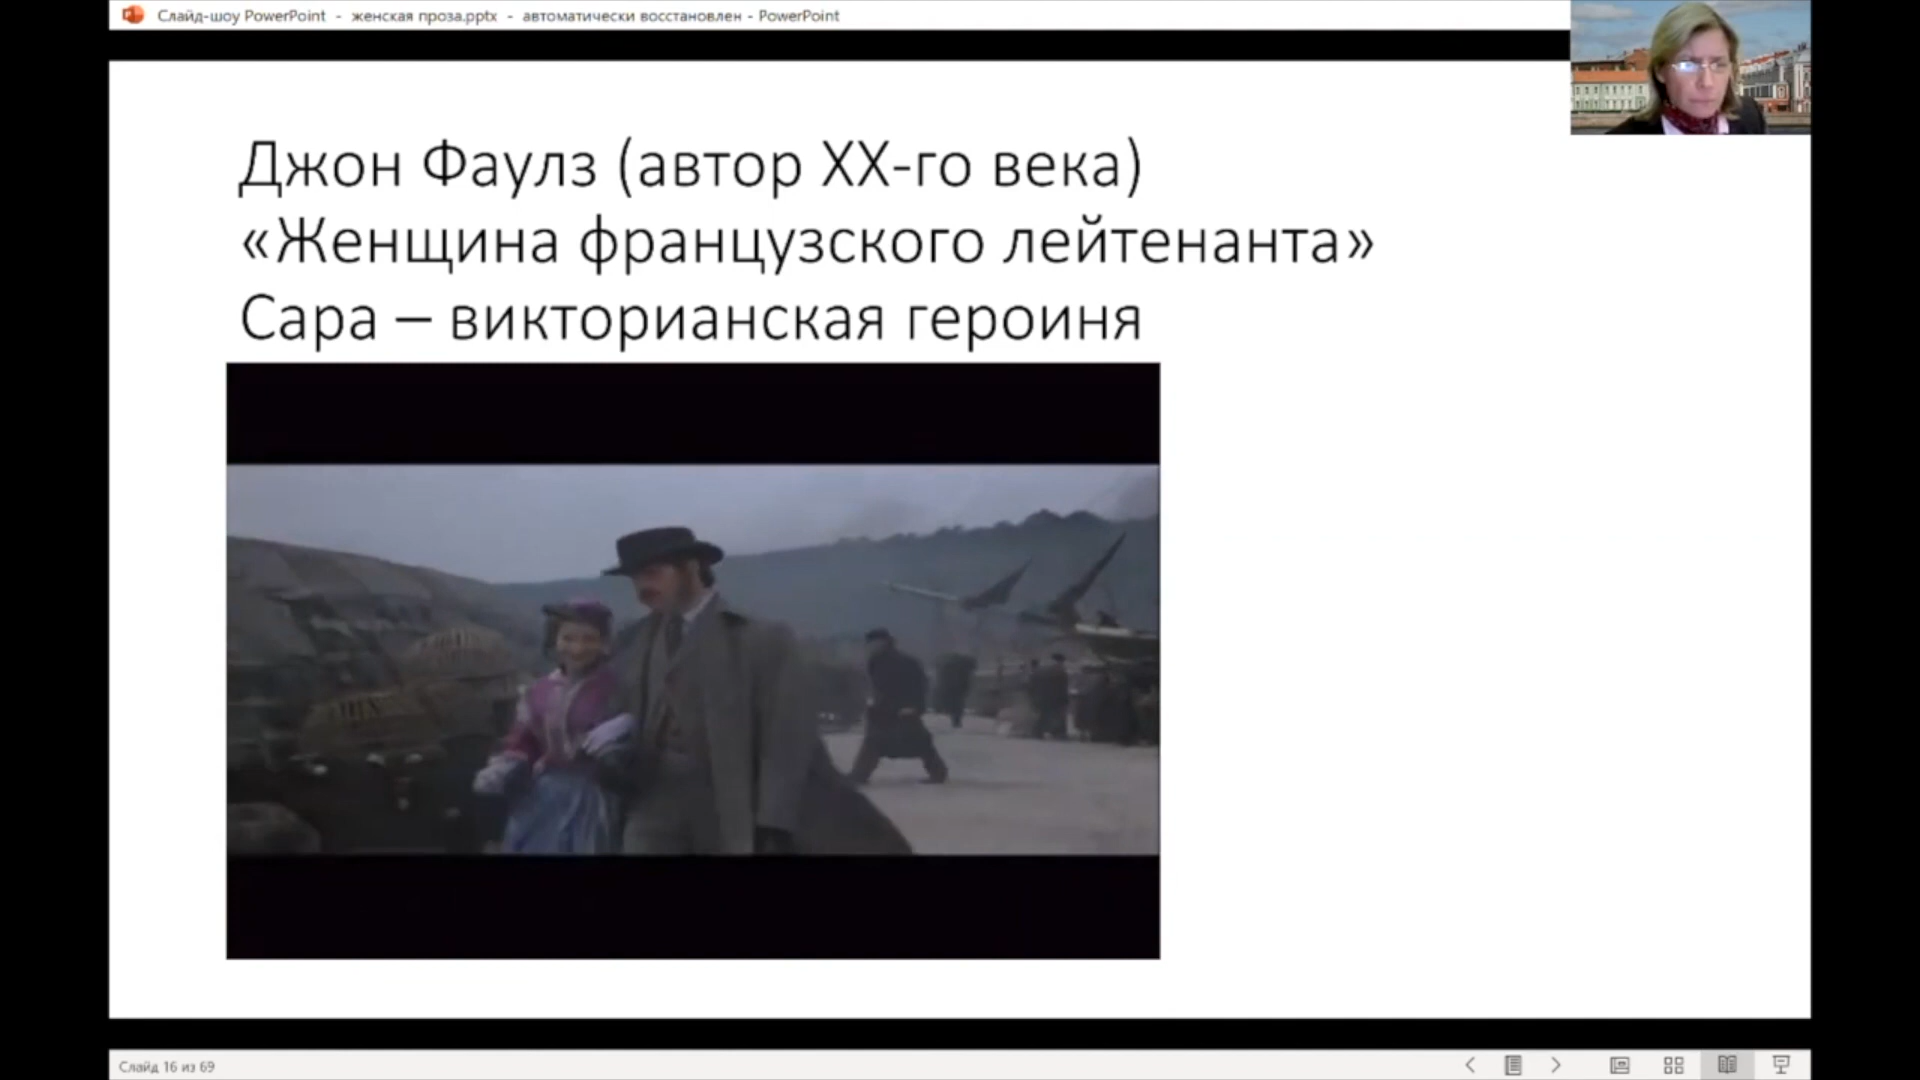 Слайд-шоу PowerPoint - женская проза.pptx - автоматически восстановлен - PowerPoint
Джон Фаулз (автор XX-го века)
«Женщина французского лейтенанта»
Сара – викторианская героиня
Слайд 16 из 69